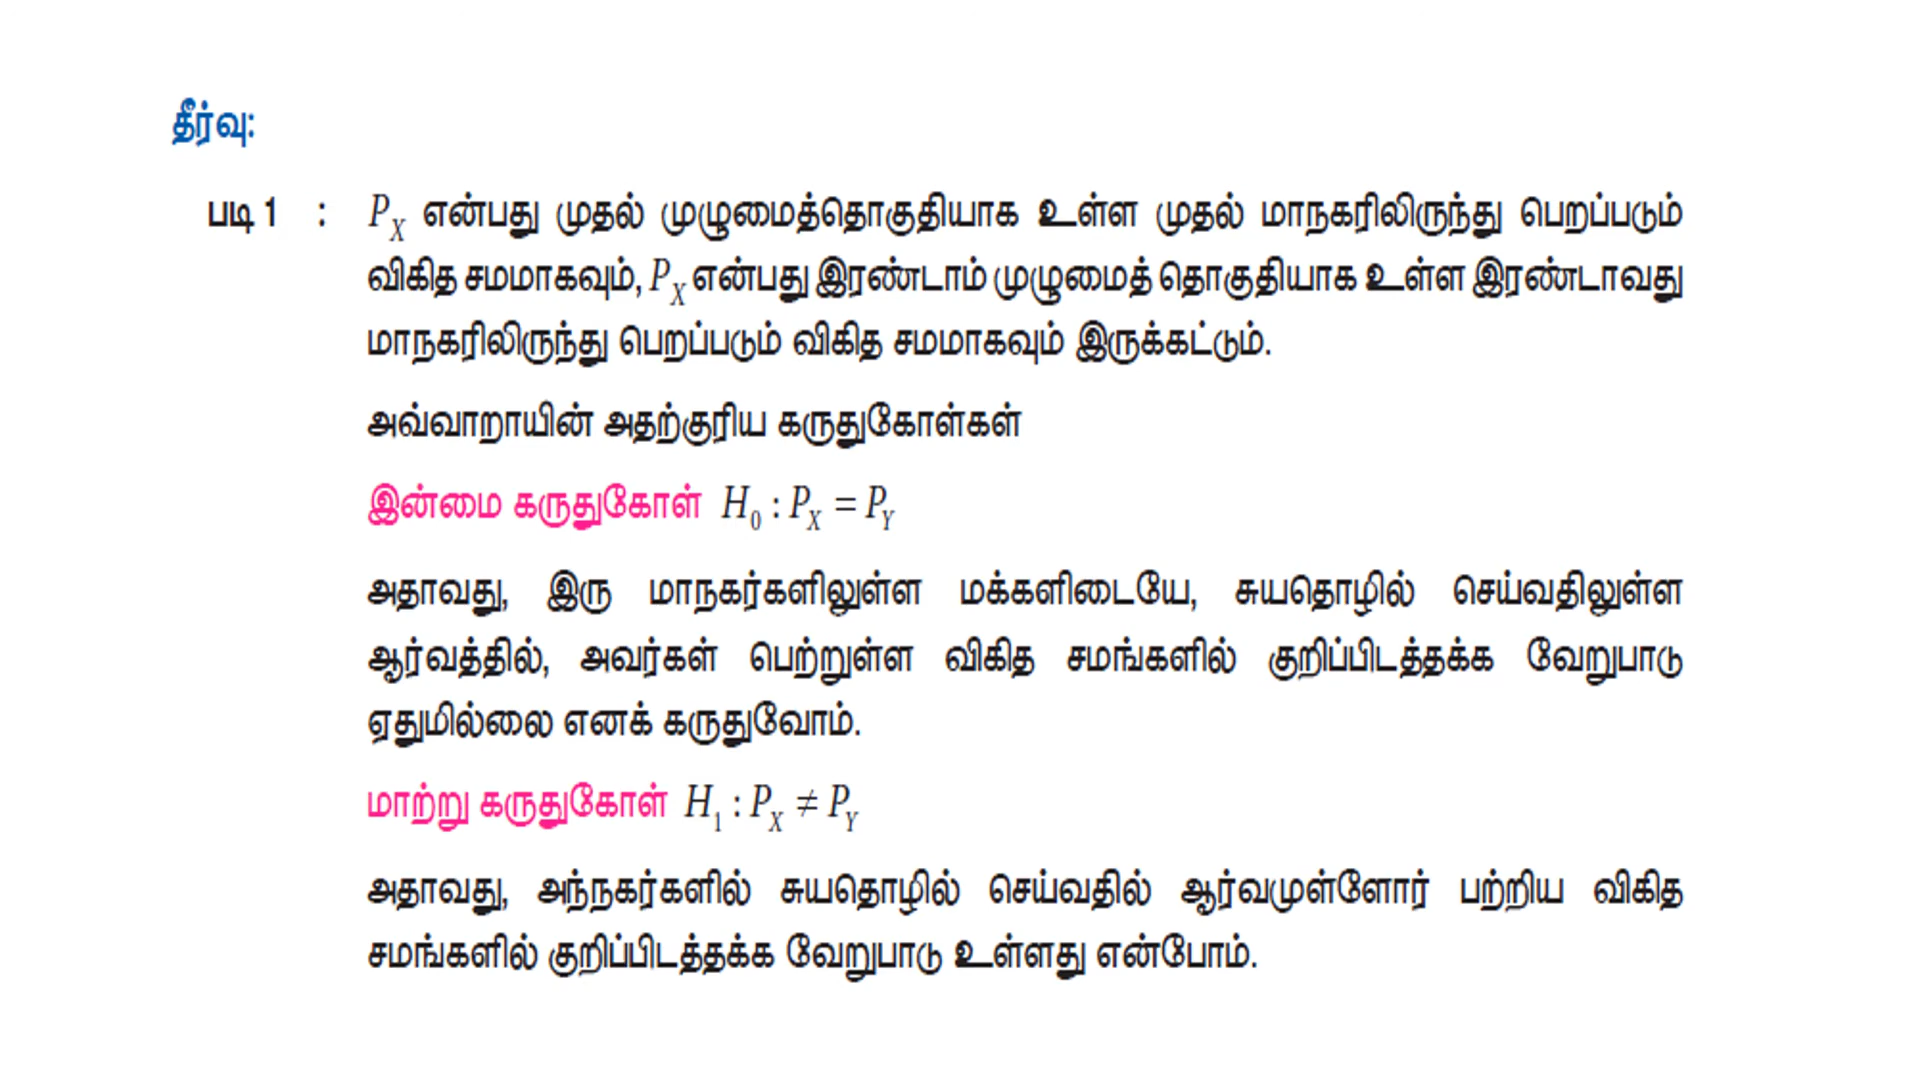 தீர்வு:
படி 1 : P_X என்பது முதல் முழுமைத்தொகுதியாக உள்ள முதல் மாநகரிலிருந்து பெறப்படும்
விகித சமமாகவும், P_X என்பது இரண்டாம் முழுமைத் தொகுதியாக உள்ள இரண்டாவது
மாநகரிலிருந்து பெறப்படும் விகித சமமாகவும் இருக்கட்டும்.
அவ்வாறாயின் அதற்குரிய கருதுகோள்கள்
இன்மை கருதுகோள் H_0 : P_X = P_Y
அதாவது, இரு மாநகர்களிலுள்ள மக்களிடையே, சுயதொழில் செய்வதிலுள்ள
ஆர்வத்தில், அவர்கள் பெற்றுள்ள விகித சமங்களில் குறிப்பிடத்தக்க வேறுபாடு
ஏதுமில்லை எனக் கருதுவோம்.
மாற்று கருதுகோள் H_1 : P_X ≠ P_Y
அதாவது, அந்நகர்களில் சுயதொழில் செய்வதில் ஆர்வமுள்ளோர் பற்றிய விகித
சமங்களில் குறிப்பிடத்தக்க வேறுபாடு உள்ளது என்போம்.